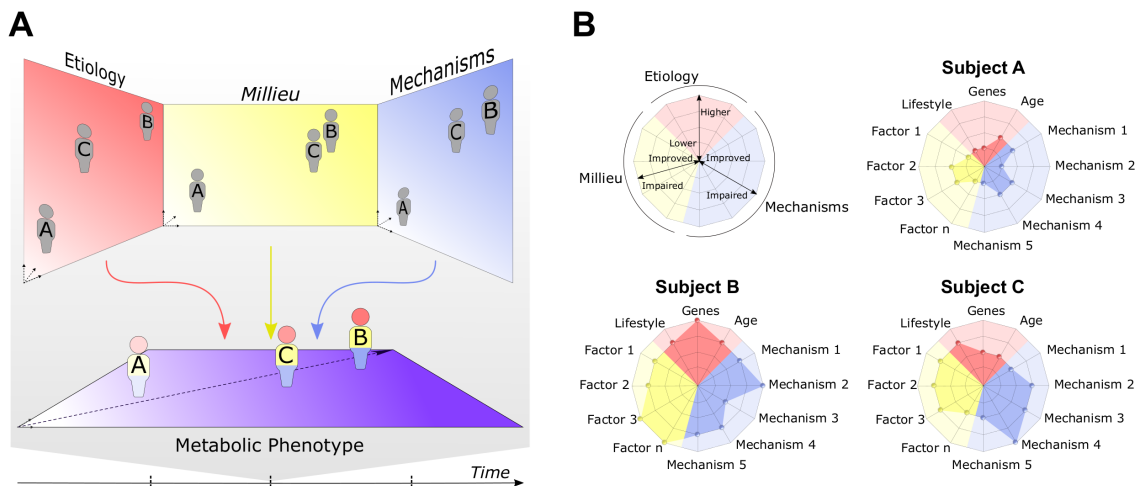 A
B
Etiology
Millieu
Mechanisms
B
C
A
A
C
B
A
C
B
A
C
B
Metabolic Phenotype
Time
Etiology
Higher
Lower
Improved
Improved
Impaired
Impaired
Millieu
Mechanisms
Subject A
Genes
Lifestyle
Age
Factor 1
Mechanism 1
Factor 2
Mechanism 2
Factor 3
Mechanism 3
Factor n
Mechanism 4
Mechanism 5
Subject B
Genes
Lifestyle
Age
Factor 1
Mechanism 1
Factor 2
Mechanism 2
Factor 3
Mechanism 3
Factor n
Mechanism 4
Mechanism 5
Subject C
Genes
Lifestyle
Age
Factor 1
Mechanism 1
Factor 2
Mechanism 2
Factor 3
Mechanism 3
Factor n
Mechanism 4
Mechanism 5